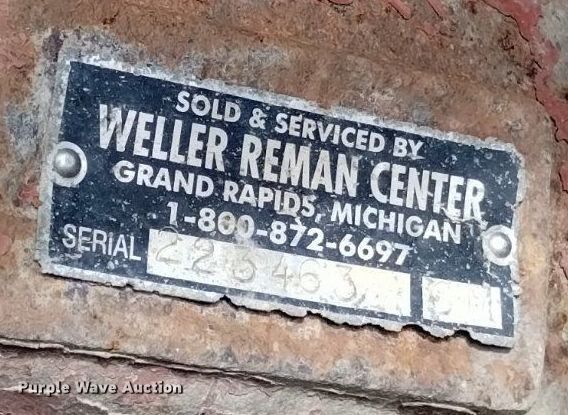 SOLD & SERVICED BY
WELLER REMAN CENTER
GRAND RAPIDS, MICHIGAN
1-800-872-6697
SERIAL 223463
Purple Wave Auction